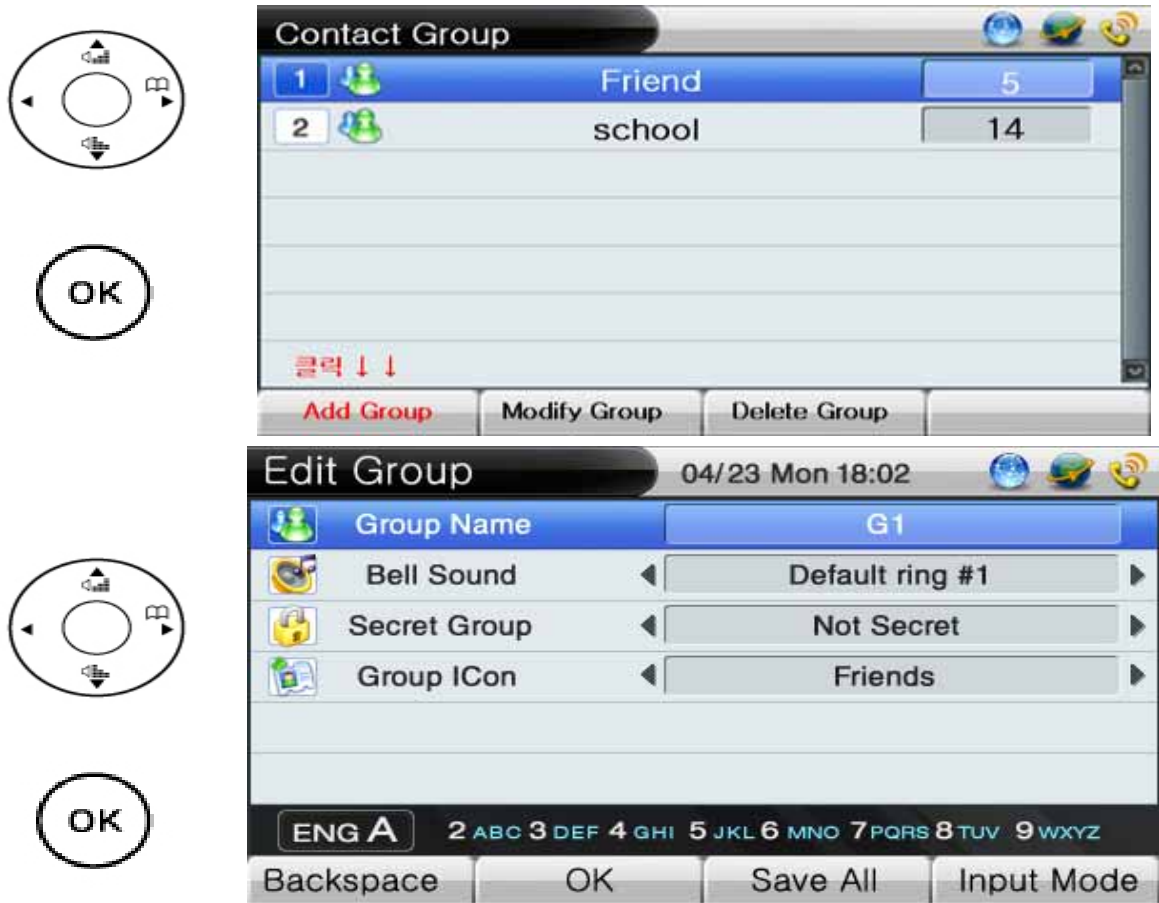 Contact Group
1 Friend 5
2 school 14
클릭 ↓ ↓
Add Group Modify Group Delete Group
OK
Edit Group 04/23 Mon 18:02
Group Name G1
Bell Sound Default ring #1
Secret Group Not Secret
Group ICon Friends
OK
ENG A 2 ABC 3 DEF 4 GHI 5 JKL 6 MNO 7 PQRS 8 TUV 9 WXYZ
Backspace OK Save All Input Mode